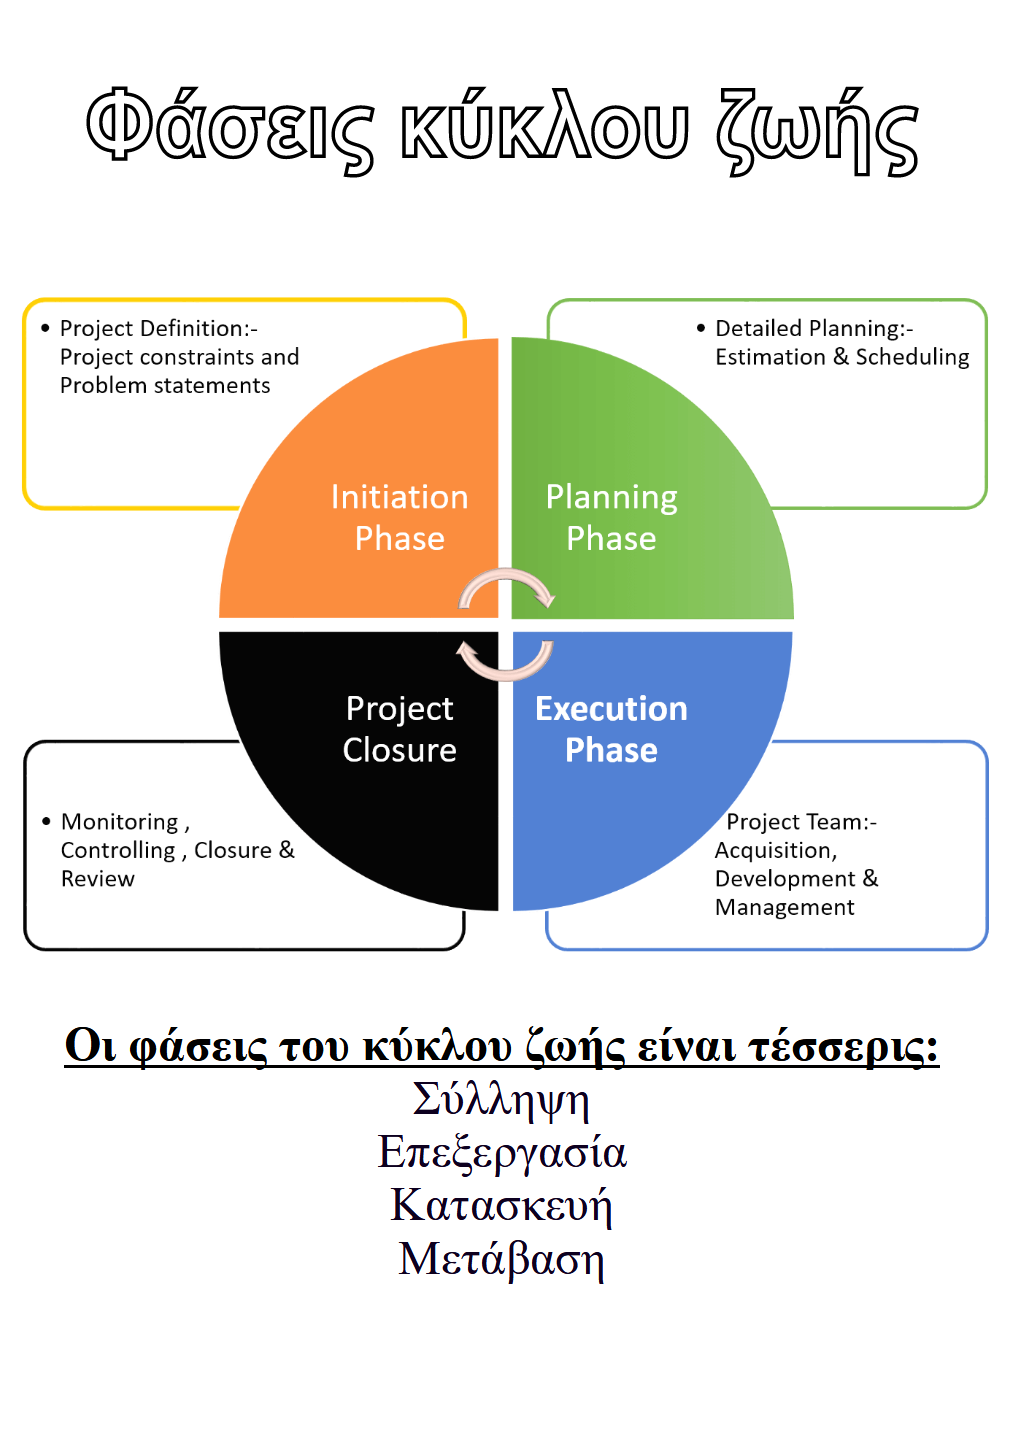 Φάσεις κύκλου ζωής
• Project Definition:-
Project constraints and
Problem statements
• Detailed Planning:-
Estimation & Scheduling
Initiation
Phase
Planning
Phase
Project
Closure
Execution
Phase
• Monitoring ,
Controlling , Closure &
Review
Project Team:-
Acquisition,
Development &
Management
Οι φάσεις του κύκλου ζωής είναι τέσσερις:
Σύλληψη
Επεξεργασία
Κατασκευή
Μετάβαση